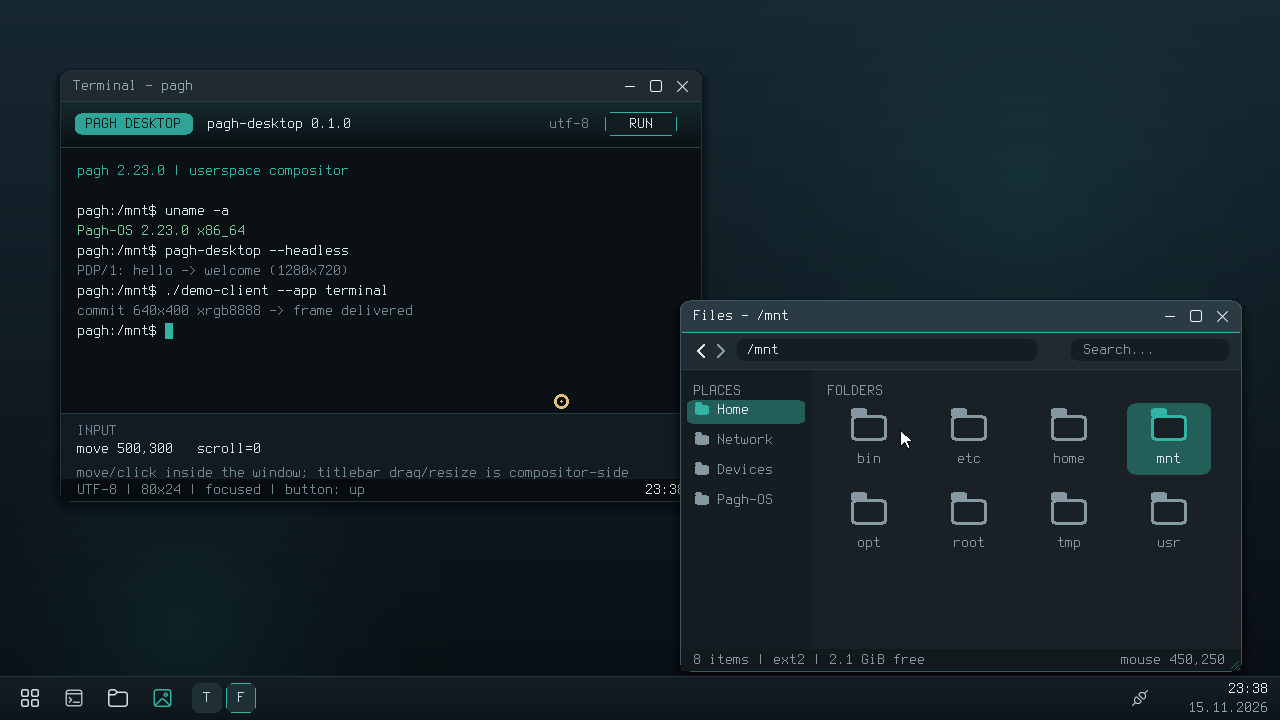 Terminal - pagh
PAGH DESKTOP pagh-desktop 0.1.0 utf-8 RUN
pagh 2.23.0 | userspace compositor
pagh:/mnt$ uname -a
Pagh-OS 2.23.0 x86_64
pagh:/mnt$ pagh-desktop --headless
PDP/1: hello -> welcome (1280x720)
pagh:/mnt$ ./demo-client --app terminal
commit 640x400 xrgb8888 -> frame delivered
pagh:/mnt$
INPUT
move 500,300 scroll=0
move/click inside the window; titlebar drag/resize is compositor-side
UTF-8 | 80x24 | focused | button: up 23:38
Files - /mnt
/mnt Search...
PLACES
Home
Network
Devices
Pagh-OS
FOLDERS
bin etc home mnt
opt root tmp usr
8 items | ext2 | 2.1 GiB free mouse 450,250
T F
23:38
15.11.2026